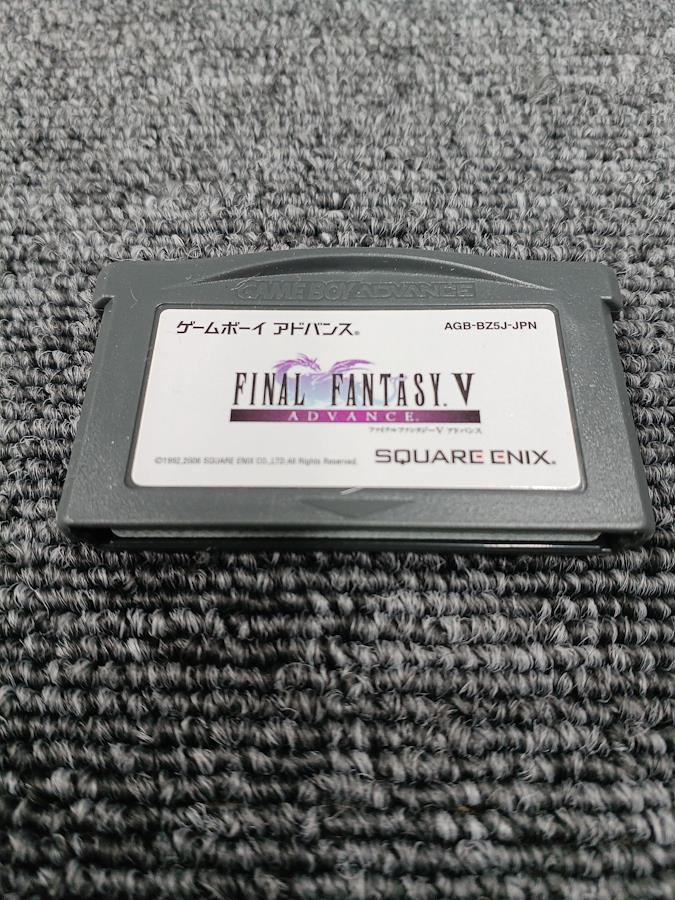 GAME BOY ADVANCE
ゲームボーイ アドバンス®
AGB-BZ5J-JPN
FINAL FANTASY. V
ADVANCE.
ファイナルファンタジーV アドバンス
©1992,2006 SQUARE ENIX CO.,LTD.All Rights Reserved.
SQUARE ENIX®